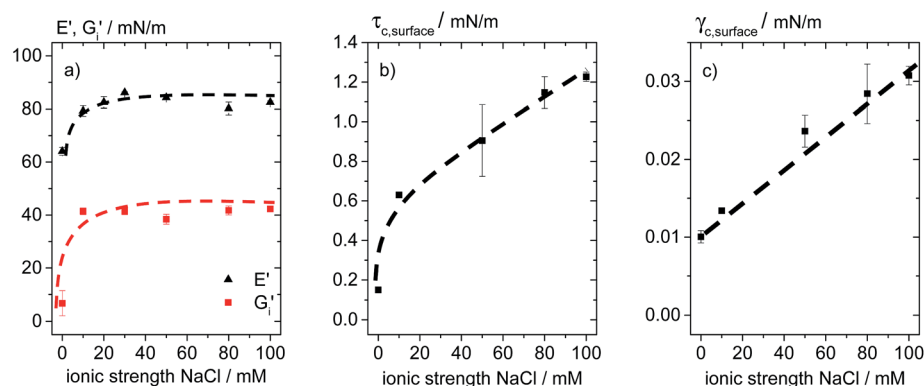 E', G_i' / mN/m
a)
100
80
60
40
20
0
E'
G_i'
0 20 40 60 80 100
ionic strength NaCl / mM
τ_c,surface / mN/m
b)
1.4
1.2
1.0
0.8
0.6
0.4
0.2
0.0
0 20 40 60 80 100
ionic strength NaCl / mM
γ_c,surface / mN/m
c)
0.03
0.02
0.01
0.00
0 20 40 60 80 100
ionic strength NaCl / mM